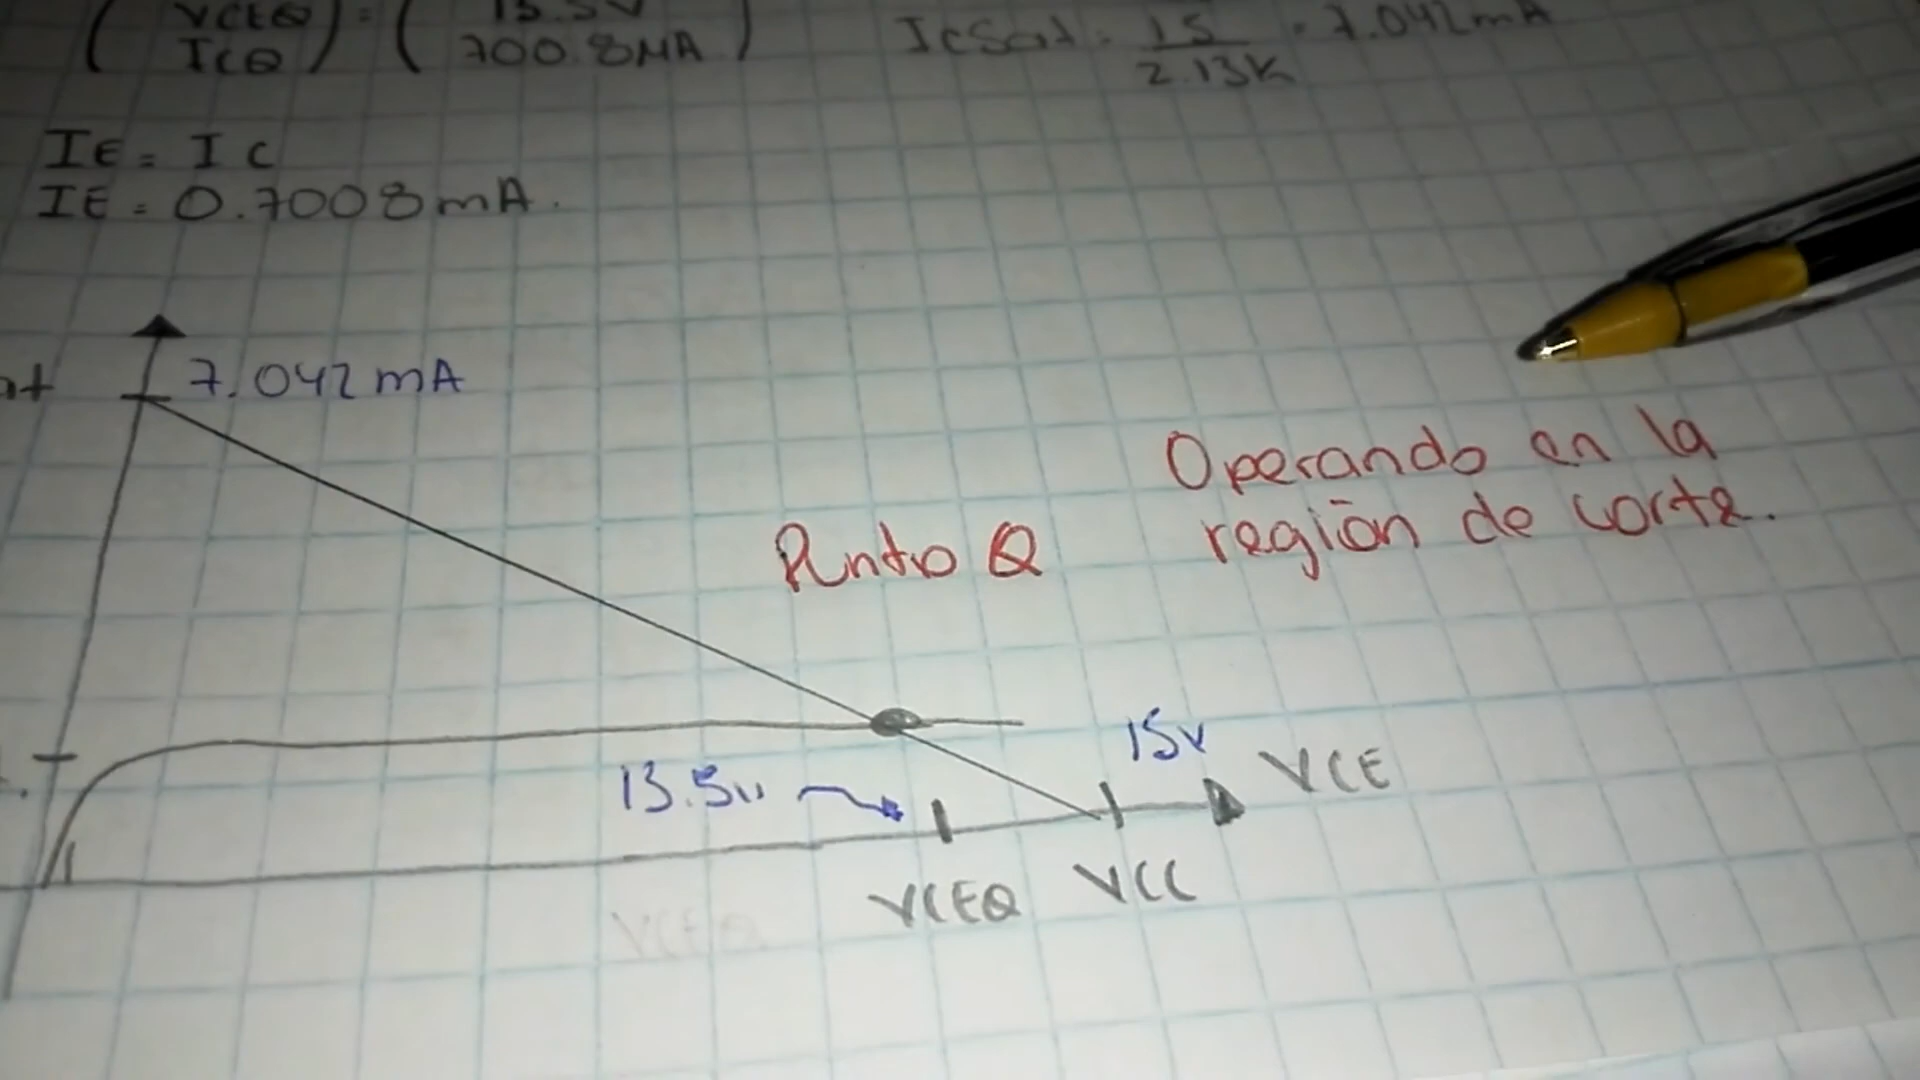 ( VCEQ ) = ( 13.5V )
( ICQ ) ( 700.8MA )
Icsat = 15 / 2.13K = 7.042mA
IE = IC
IE = 0.7008mA.
7.042mA
Operando en la
región de corte.
Punto Q
15v
VCE
13.5v
VCEQ
VCC
VCEQ